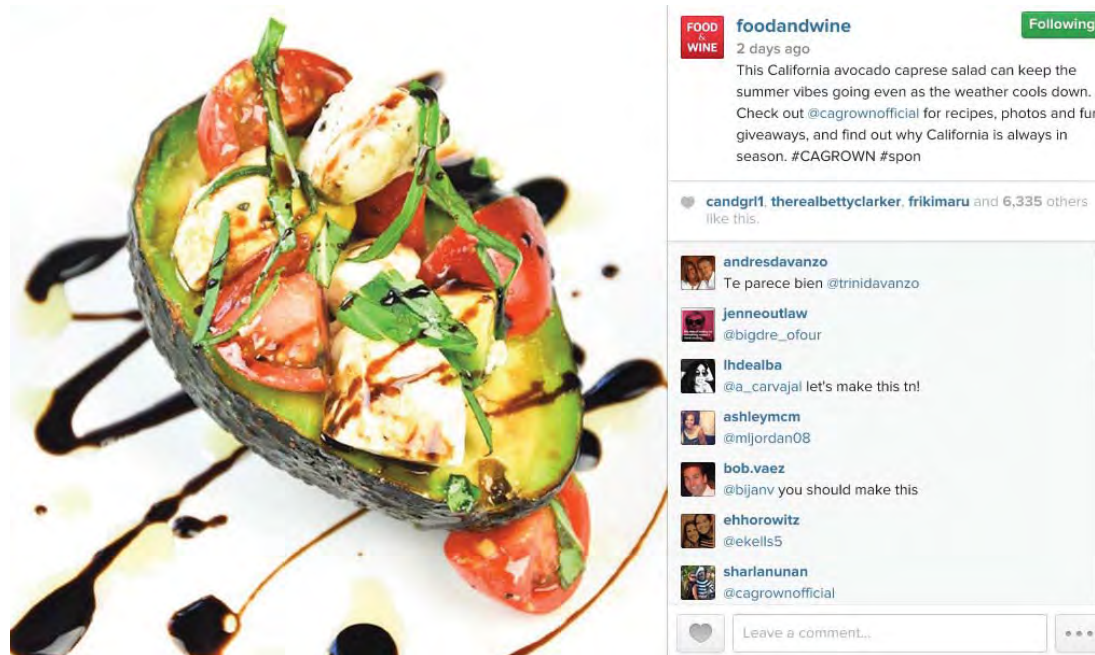 FOOD
&
WINE
foodandwine
Following
2 days ago
This California avocado caprese salad can keep the
summer vibes going even as the weather cools down.
Check out @cagrownofficial for recipes, photos and fun
giveaways, and find out why California is always in
season. #CAGROWN #spon
candgrl1, therealbettyclarker, frikimaru and 6,335 others
like this.
andresdavanzo
Te parece bien @trinidavanzo
jenneoutlaw
@bigdre_ofour
lhdealba
@a_carvajal let's make this tn!
ashleymcm
@mljordan08
bob.vaez
@bijanv you should make this
ehhorowitz
@ekells5
sharlanunan
@cagrownofficial
Leave a comment...